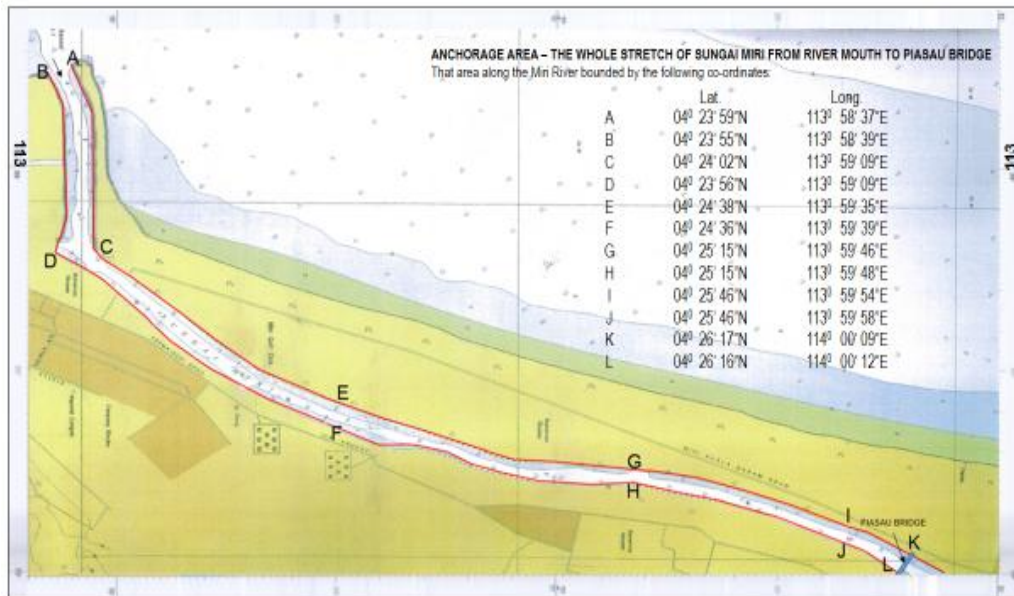 ANCHORAGE AREA – THE WHOLE STRETCH OF SUNGAI MIRI FROM RIVER MOUTH TO PIASAU BRIDGE
That area along the Miri River bounded by the following co-ordinates:
Lat. Long.
A 04⁰ 23' 59"N 113⁰ 58' 37"E
B 04⁰ 23' 55"N 113⁰ 58' 39"E
C 04⁰ 24' 02"N 113⁰ 59' 09"E
D 04⁰ 23' 56"N 113⁰ 59' 09"E
E 04⁰ 24' 38"N 113⁰ 59' 35"E
F 04⁰ 24' 36"N 113⁰ 59' 39"E
G 04⁰ 25' 15"N 113⁰ 59' 46"E
H 04⁰ 25' 15"N 113⁰ 59' 48"E
I 04⁰ 25' 46"N 113⁰ 59' 54"E
J 04⁰ 25' 46"N 113⁰ 59' 58"E
K 04⁰ 26' 17"N 114⁰ 00' 09"E
L 04⁰ 26' 16"N 114⁰ 00' 12"E
A
B
113
113
C
D
E
F
Miri Golf Club
G
H
I
PIASAU BRIDGE
J
K
L